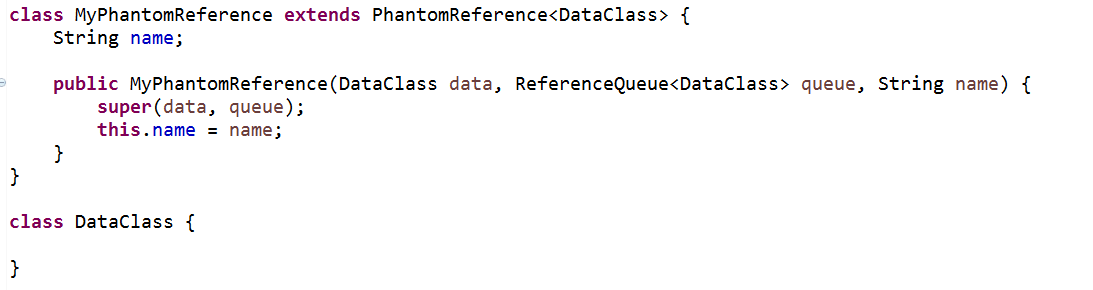 class MyPhantomReference extends PhantomReference<DataClass> {
    String name;

    public MyPhantomReference(DataClass data, ReferenceQueue<DataClass> queue, String name) {
        super(data, queue);
        this.name = name;
    }
}

class DataClass {

}